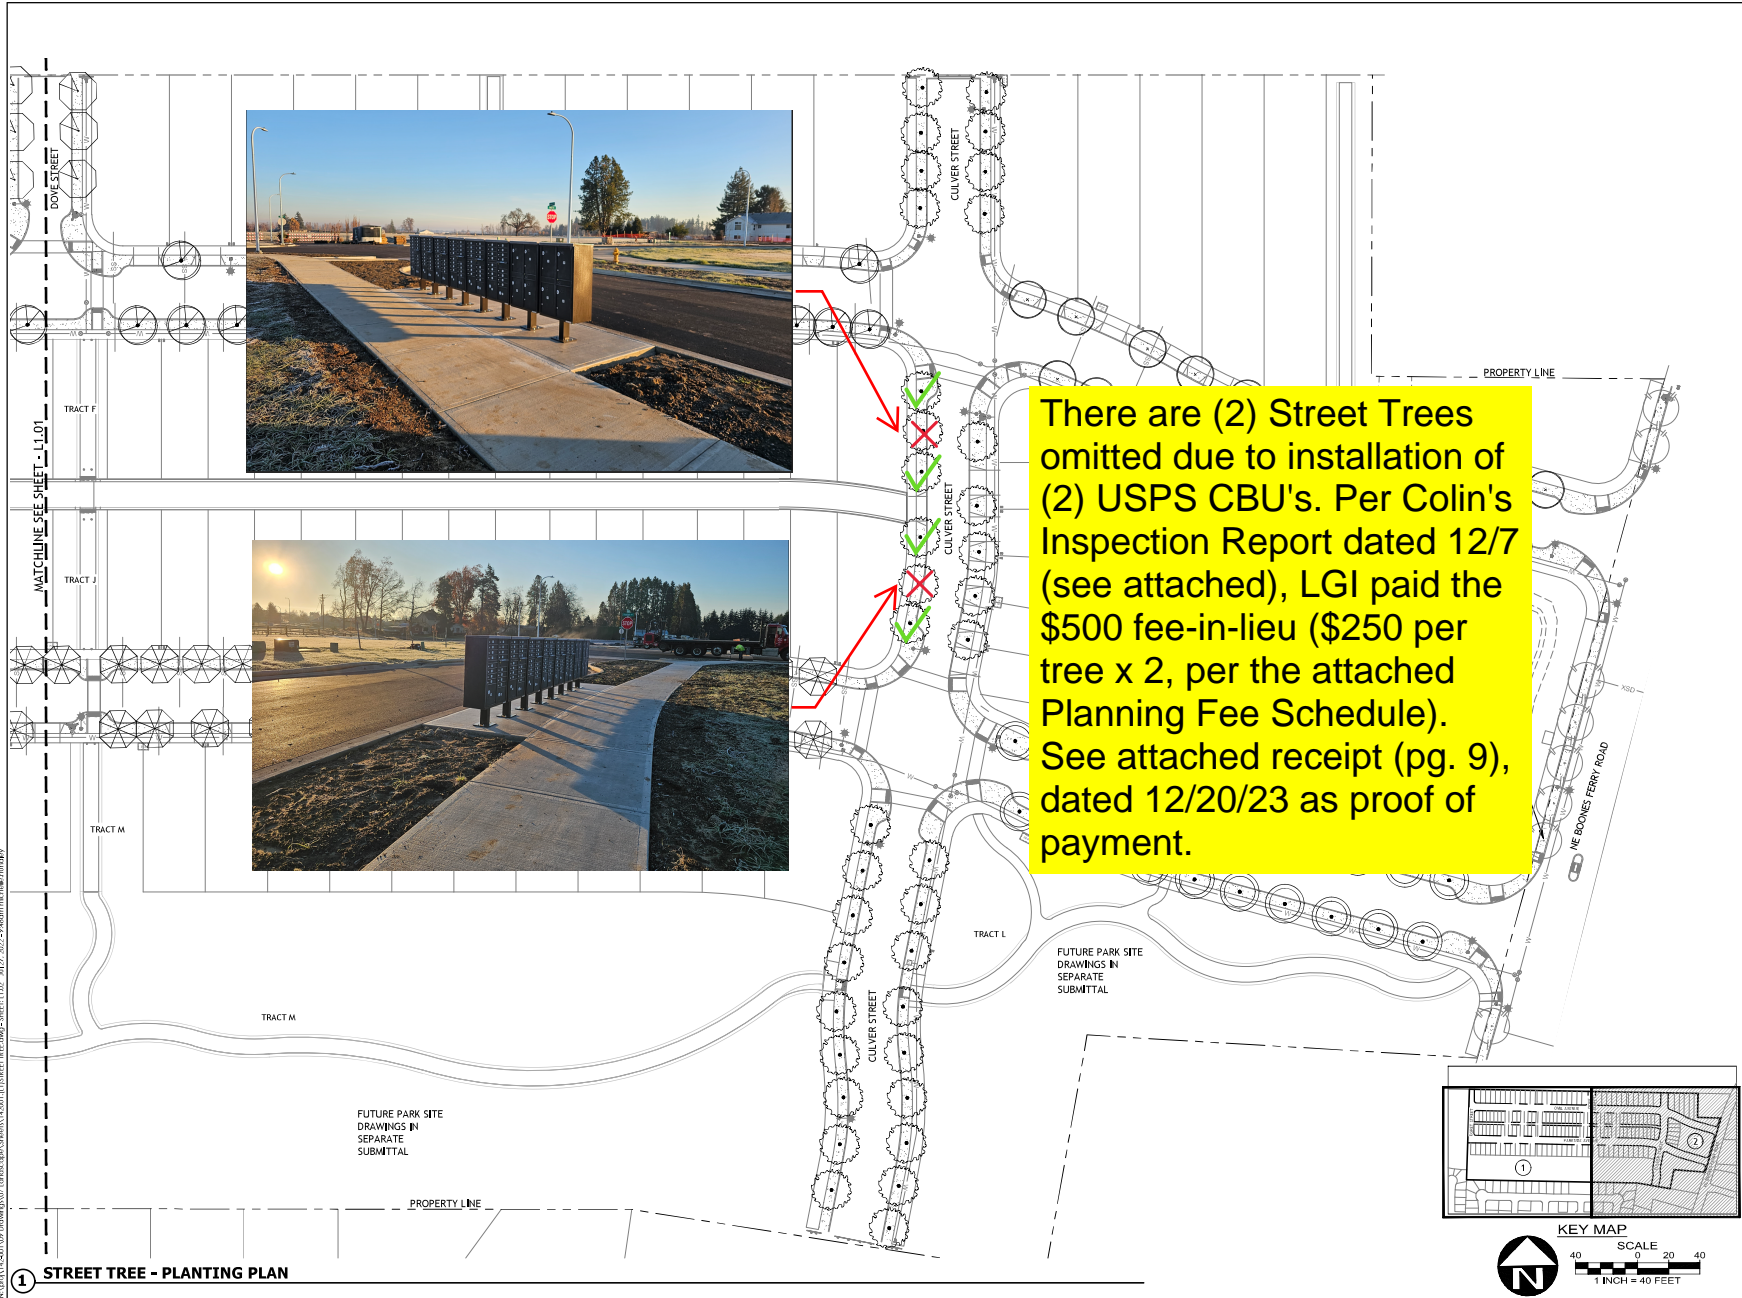 DOVE STREET
CULVER STREET
STOP
PROPERTY LINE
TRACT F
MATCHLINE SEE SHEET - L1.01
CULVER STREET
There are (2) Street Trees
omitted due to installation of
(2) USPS CBU's. Per Colin's
Inspection Report dated 12/7
(see attached), LGI paid the
$500 fee-in-lieu ($250 per
tree x 2, per the attached
Planning Fee Schedule).
See attached receipt (pg. 9),
dated 12/20/23 as proof of
payment.
TRACT J
STOP
XSD
NE BOONES FERRY ROAD
TRACT M
TRACT L
FUTURE PARK SITE
DRAWINGS IN
SEPARATE
SUBMITTAL
TRACT M
CULVER STREET
FUTURE PARK SITE
DRAWINGS IN
SEPARATE
SUBMITTAL
PROPERTY LINE
1
2
KEY MAP
N
SCALE
40 0 20 40
1 INCH = 40 FEET
1 STREET TREE - PLANTING PLAN